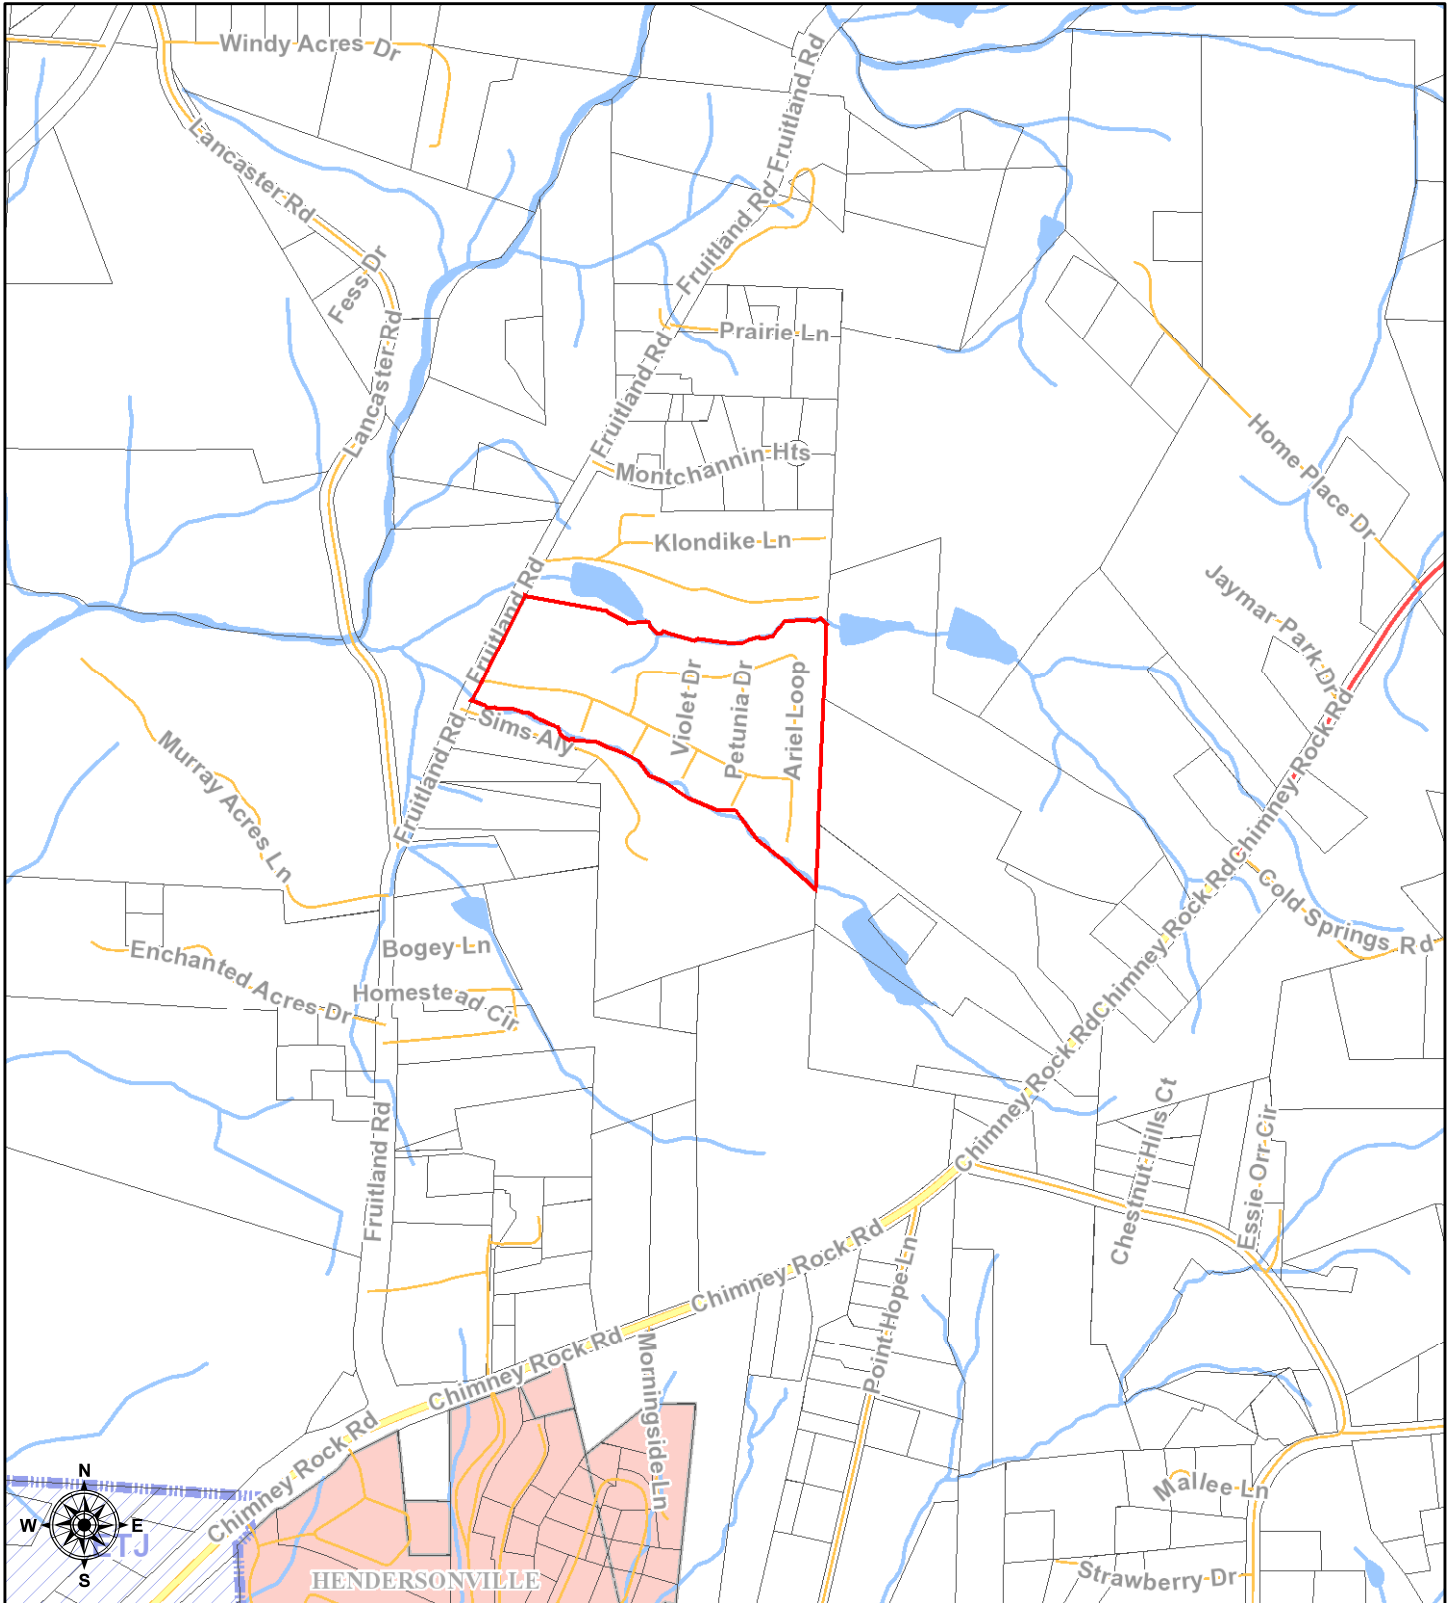 Windy Acres Dr
Fruitland Rd
Lancaster Rd
Fruitland Rd
Fess Dr
Lancaster Rd
Prairie Ln
Fruitland Rd
Montchannin Hts
Home Place Dr
Klondike Ln
Fruitland Rd
Jaymar Park Dr
Violet Dr
Petunia Dr
Ariel Loop
Sims Aly
Fruitland Rd
Murray Acres Ln
Chimney Rock Rd
Chimney Rock Rd
Cold Springs Rd
Bogey Ln
Enchanted Acres Dr
Homestead Cir
Chimney Rock Rd
Chestnut Hills Ct
Essie Orr Cir
Fruitland Rd
Chimney Rock Rd
Point Hope Ln
Chimney Rock Rd
Morningside Ln
Chimney Rock Rd
Mallee Ln
N
W
E
S
ETJ
HENDERSONVILLE
Strawberry Dr